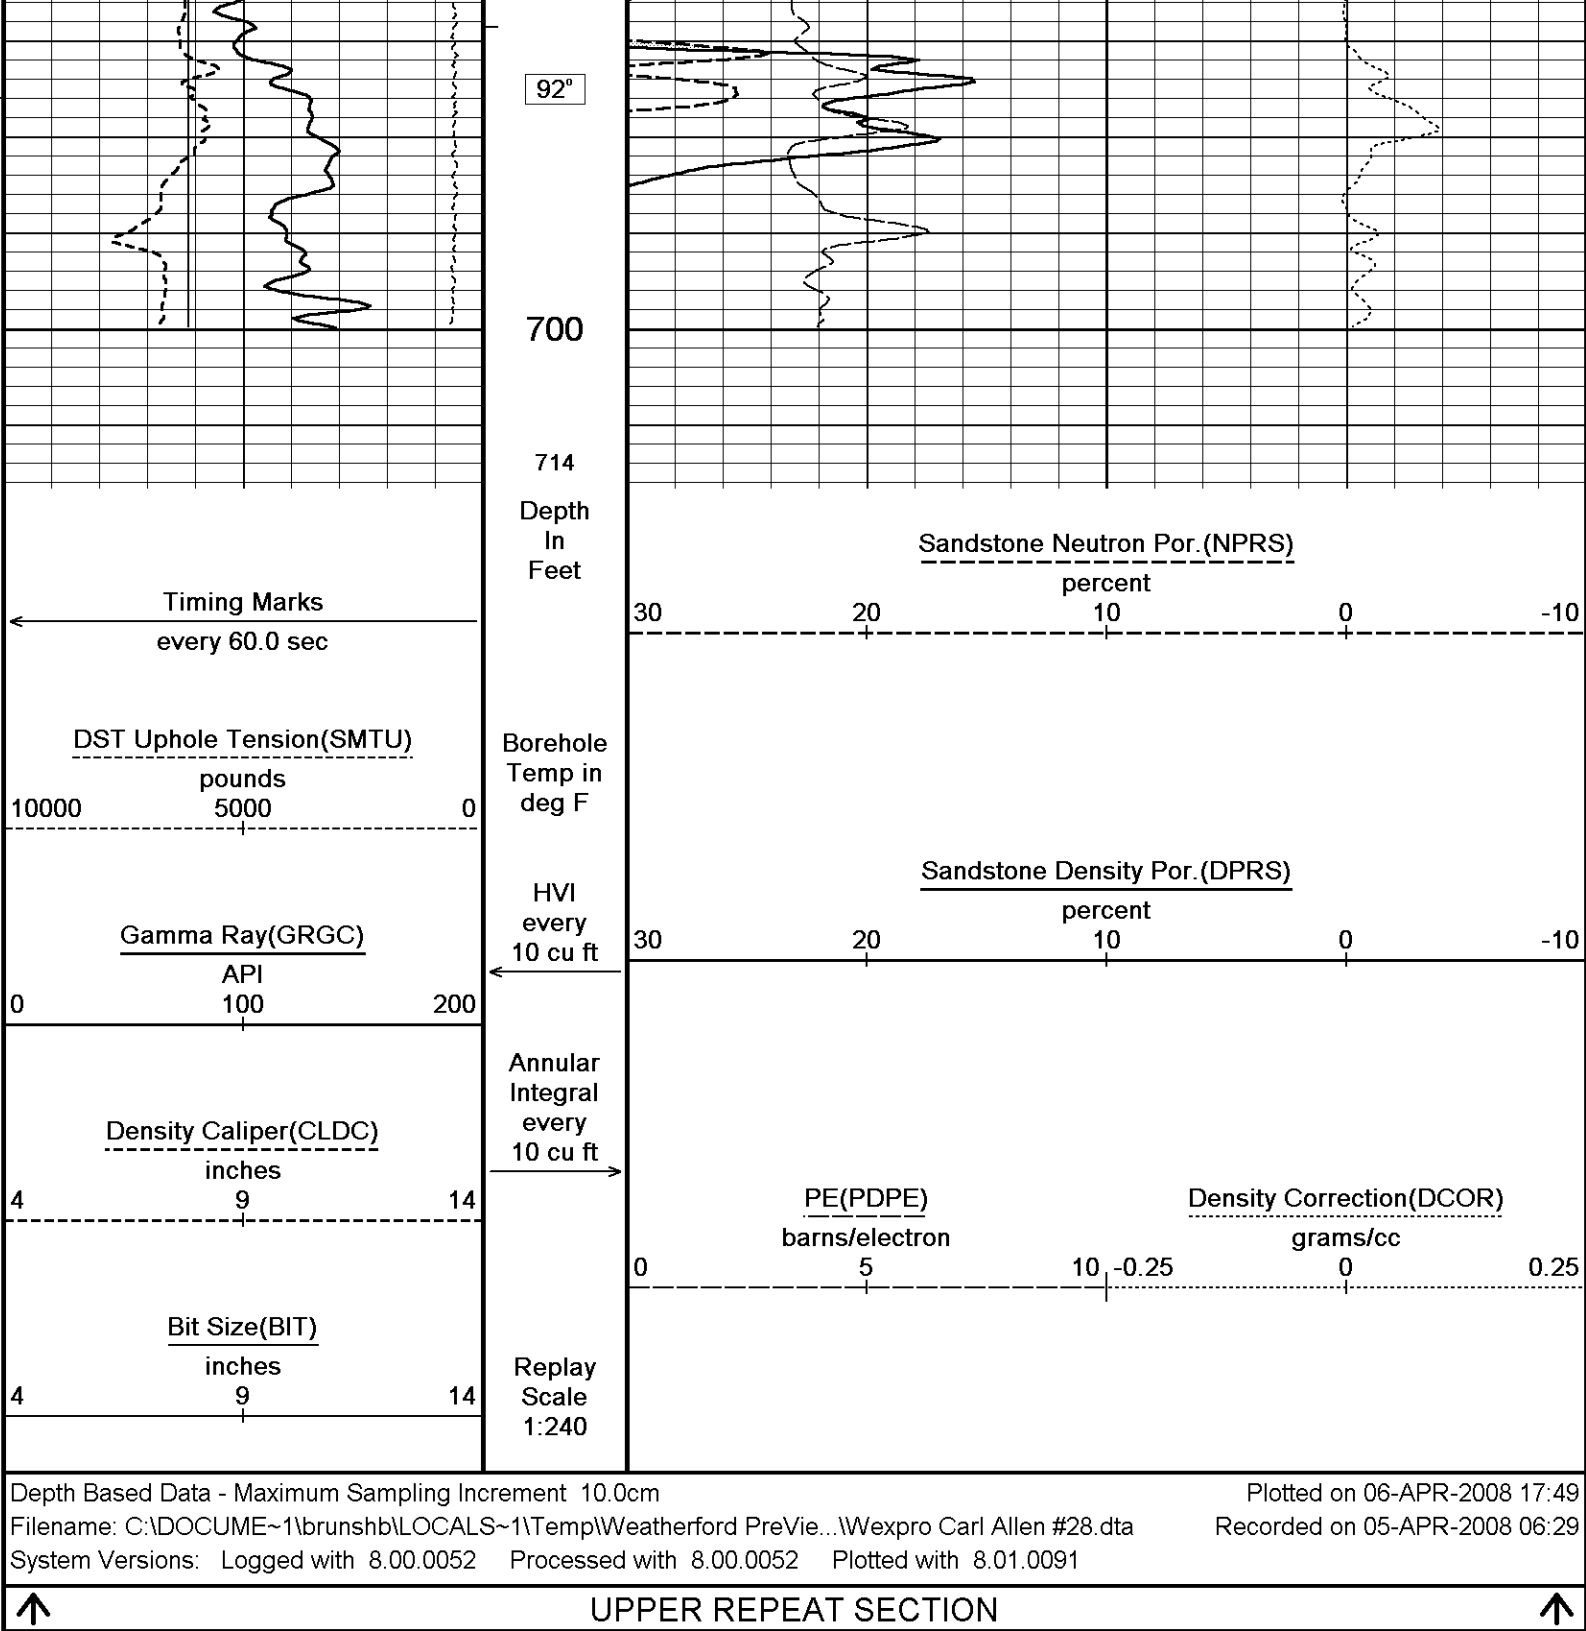 92°
700
714
Depth
In
Feet
Sandstone Neutron Por.(NPRS)
percent
30 20 10 0 -10
Timing Marks
every 60.0 sec
DST Uphole Tension(SMTU)
pounds
10000 5000 0
Borehole
Temp in
deg F
Sandstone Density Por.(DPRS)
percent
30 20 10 0 -10
HVI
every
10 cu ft
Gamma Ray(GRGC)
API
0 100 200
Annular
Integral
every
10 cu ft
Density Caliper(CLDC)
inches
4 9 14
PE(PDPE)
barns/electron
0 5 10
Density Correction(DCOR)
grams/cc
-0.25 0 0.25
Bit Size(BIT)
inches
4 9 14
Replay
Scale
1:240
Depth Based Data - Maximum Sampling Increment 10.0cm
Plotted on 06-APR-2008 17:49
Filename: C:\DOCUME~1\brunshb\LOCALS~1\Temp\Weatherford PreVie...\Wexpro Carl Allen #28.dta
Recorded on 05-APR-2008 06:29
System Versions: Logged with 8.00.0052 Processed with 8.00.0052 Plotted with 8.01.0091
UPPER REPEAT SECTION